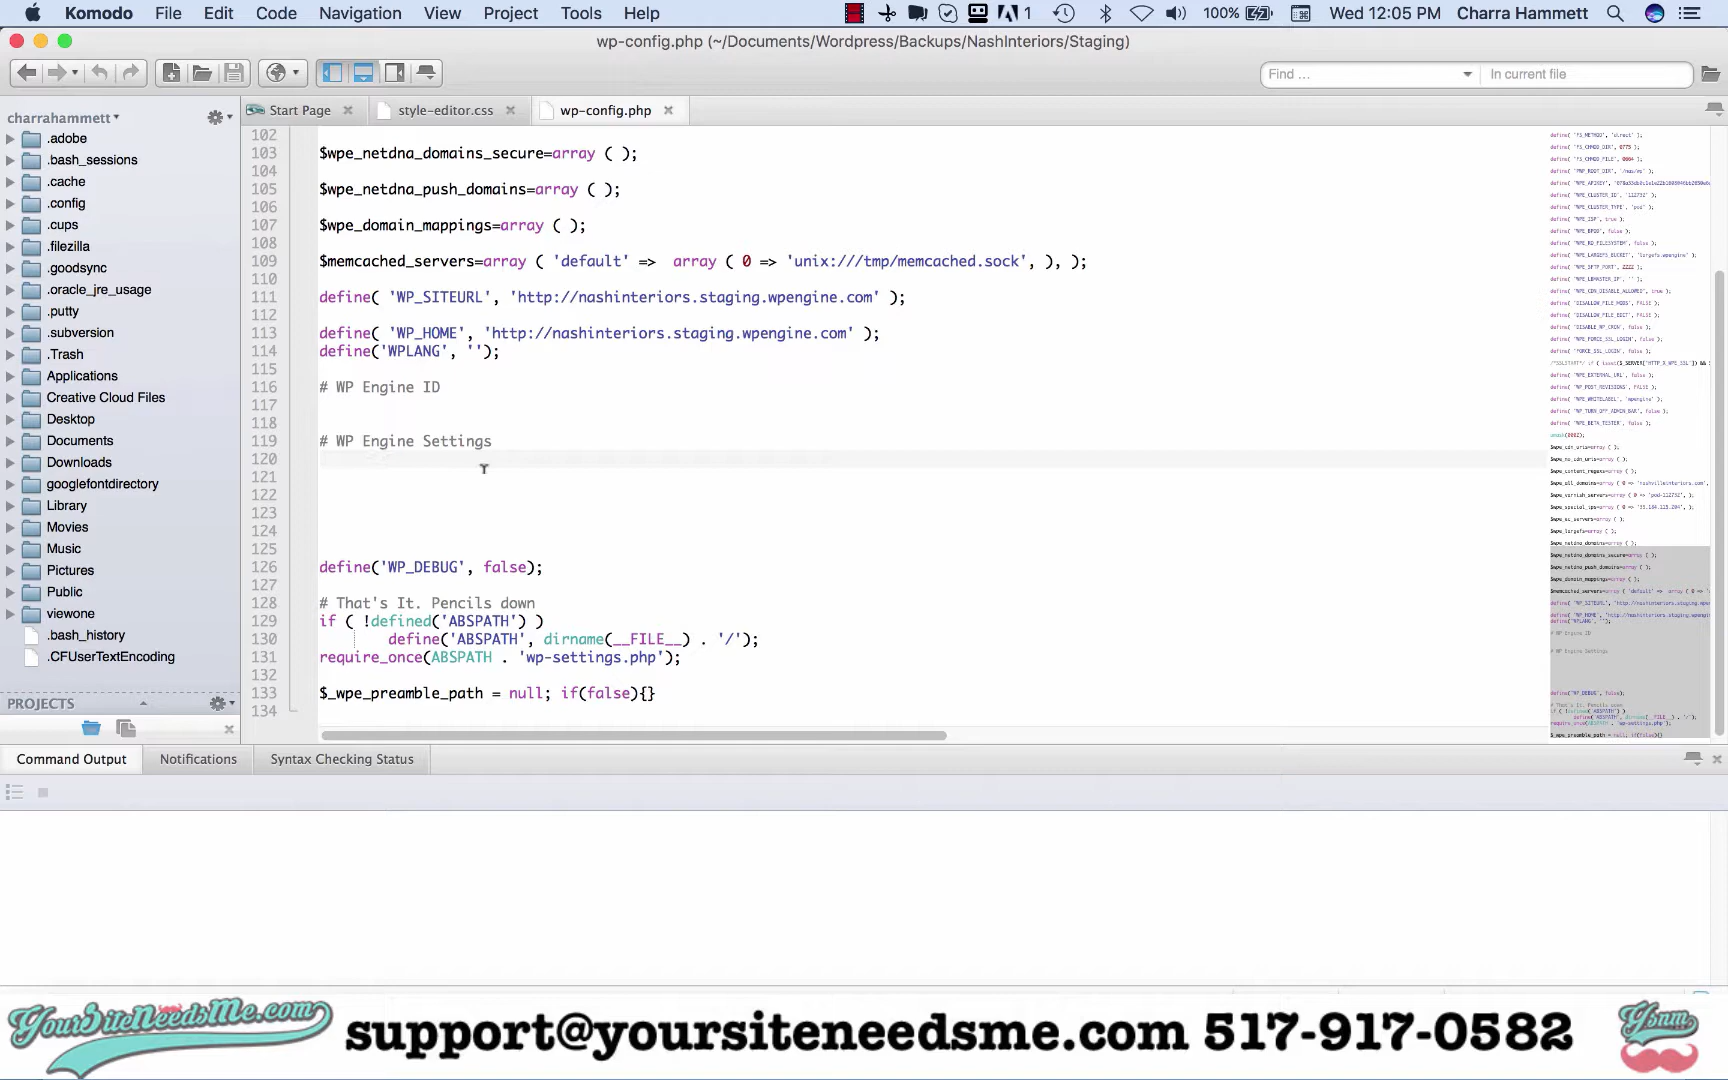 Komodo File Edit Code Navigation View Project Tools Help 1 100% Wed 12:05 PM Charra Hammett
wp-config.php (~/Documents/Wordpress/Backups/NashInteriors/Staging)
Find ... In current file
charrahammett
.adobe
.bash_sessions
.cache
.config
.cups
.filezilla
.goodsync
.oracle_jre_usage
.putty
.subversion
.Trash
Applications
Creative Cloud Files
Desktop
Documents
Downloads
googlefontdirectory
Library
Movies
Music
Pictures
Public
viewone
.bash_history
.CFUserTextEncoding
PROJECTS
Start Page style-editor.css wp-config.php
102
103 $wpe_netdna_domains_secure=array ( );
104
105 $wpe_netdna_push_domains=array ( );
106
107 $wpe_domain_mappings=array ( );
108
109 $memcached_servers=array ( 'default' =>  array ( 0 => 'unix:///tmp/memcached.sock', ), );
110
111 define( 'WP_SITEURL', 'http://nashinteriors.staging.wpengine.com' );
112
113 define( 'WP_HOME', 'http://nashinteriors.staging.wpengine.com' );
114 define('WPLANG', '');
115
116 # WP Engine ID
117
118
119 # WP Engine Settings
120
121
122
123
124
125
126 define('WP_DEBUG', false);
127
128 # That's It. Pencils down
129 if ( !defined('ABSPATH') )
130 define('ABSPATH', dirname(__FILE__) . '/');
131 require_once(ABSPATH . 'wp-settings.php');
132
133 $_wpe_preamble_path = null; if(false){}
134
Command Output Notifications Syntax Checking Status
YourSiteNeedsMe.com support@yoursiteneedsme.com 517-917-0582 Ysnm